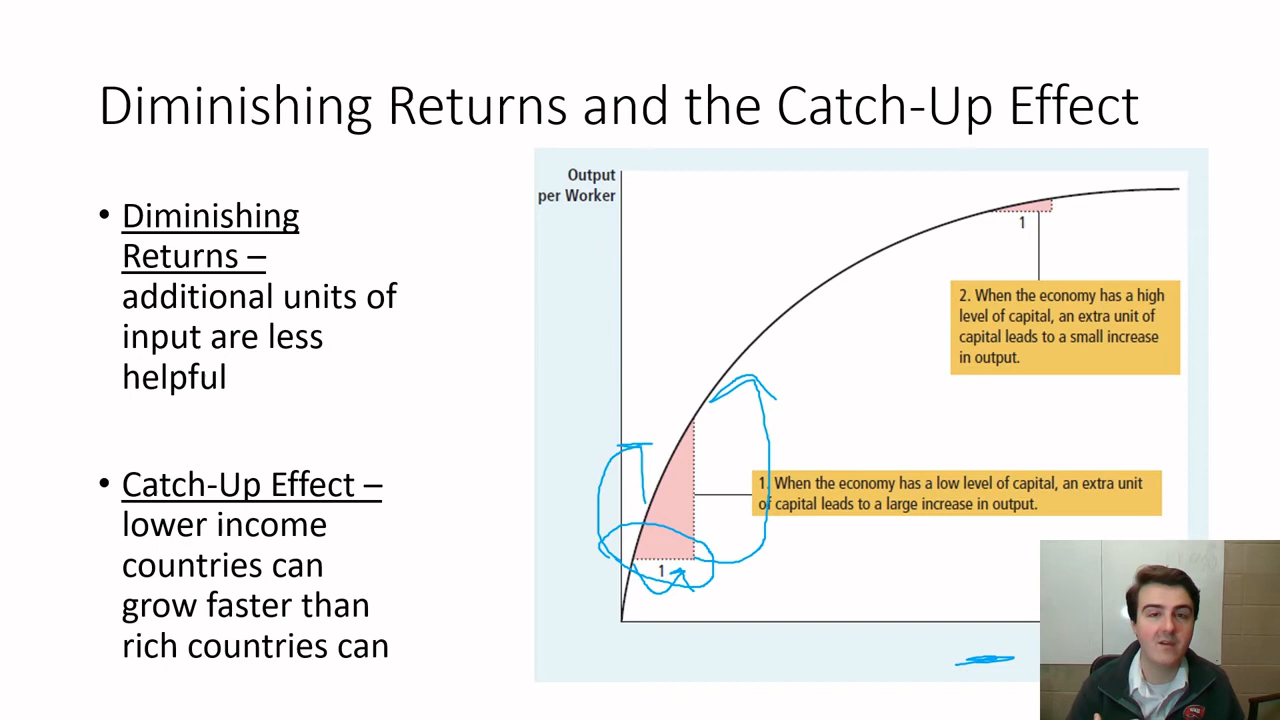 Diminishing Returns and the Catch-Up Effect
• Diminishing
Returns –
additional units of
input are less
helpful
• Catch-Up Effect –
lower income
countries can
grow faster than
rich countries can
Output
per Worker
1
2. When the economy has a high
level of capital, an extra unit of
capital leads to a small increase
in output.
1. When the economy has a low level of capital, an extra unit
of capital leads to a large increase in output.
1